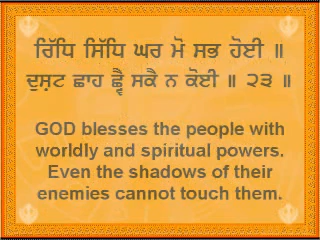 ਰਿੱਧਿ ਸਿੱਧਿ ਘਰ ਮੋ ਸਭ ਹੋਈ ॥
ਦੁਸ਼ਟ ਛਾਹ ਛ੍ਵੈ ਸਕੈ ਨ ਕੋਈ ॥ ੨੩ ॥
GOD blesses the people with
worldly and spiritual powers.
Even the shadows of their
enemies cannot touch them.